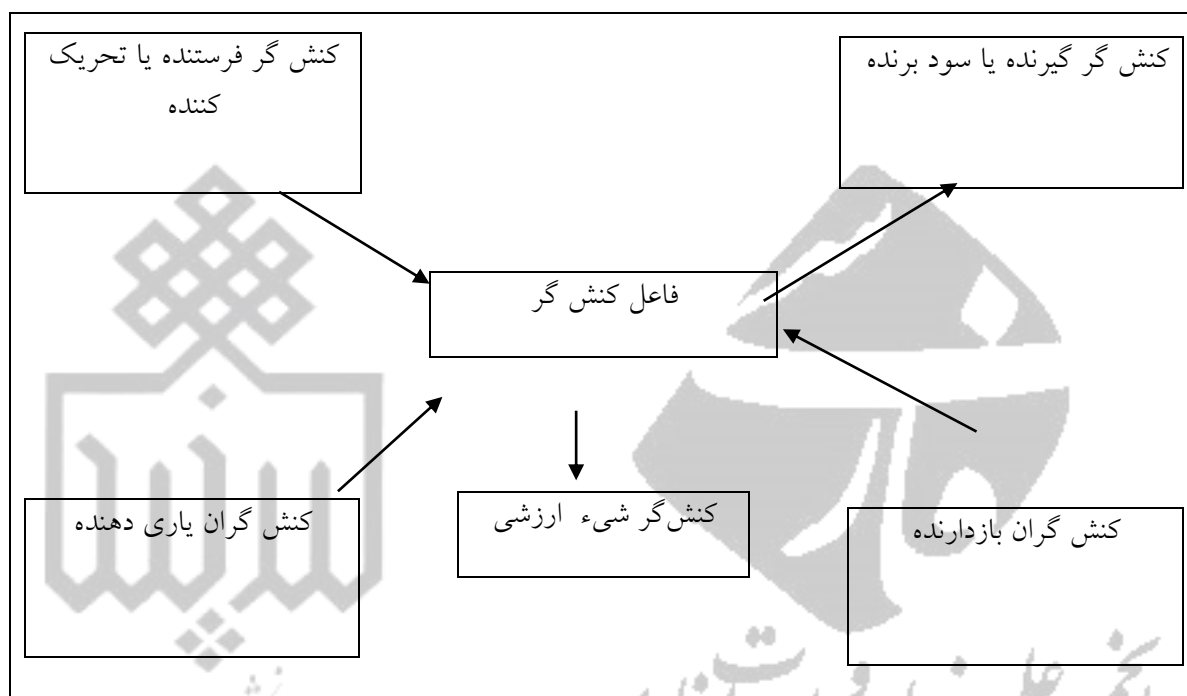 کنش گر گیرنده یا سود برنده
کنش گر فرستنده یا تحریک
کننده
فاعل کنش گر
کنش گران بازدارنده
کنش‌گر شیء ارزشی
کنش گران یاری دهنده